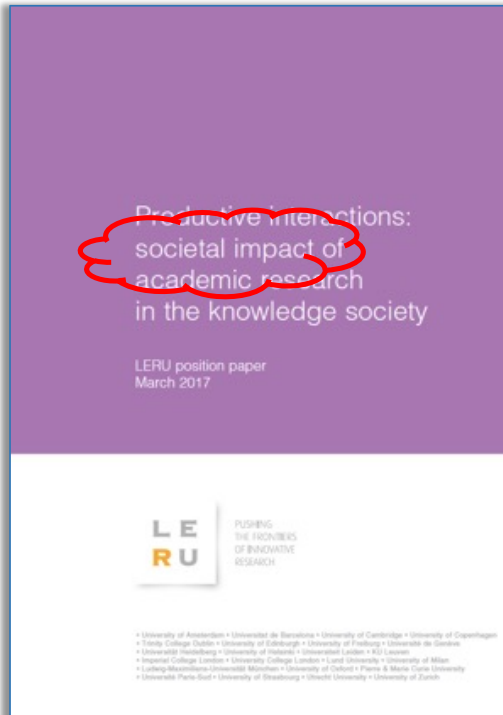 Productive interactions:
societal impact of
academic research
in the knowledge society
LERU position paper
March 2017
L E
R U
PUSHING
THE FRONTIERS
OF INNOVATIVE
RESEARCH
• University of Amsterdam • Universitat de Barcelona • University of Cambridge • University of Copenhagen
• Trinity College Dublin • University of Edinburgh • University of Freiburg • Université de Genève
• Universität Heidelberg • University of Helsinki • Universiteit Leiden • KU Leuven
• Imperial College London • University College London • Lund University • University of Milan
• Ludwig-Maximilians-Universität München • University of Oxford • Pierre & Marie Curie University
• Université Paris-Sud • University of Strasbourg • Utrecht University • University of Zurich